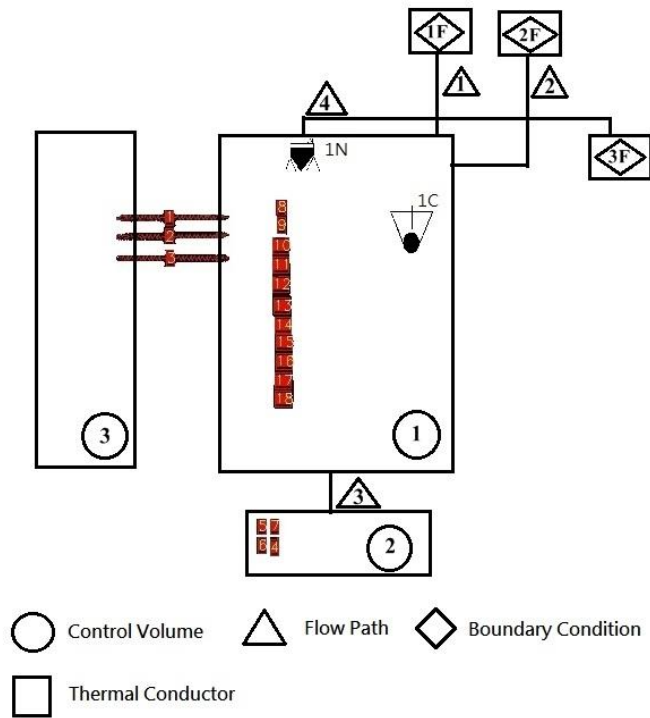 1F
2F
1
2
4
3F
1N
1C
8
9
10
11
12
13
14
15
16
17
18
1
2
3
3
1
3
5 7
6 4
2
Control Volume
Flow Path
Boundary Condition
Thermal Conductor